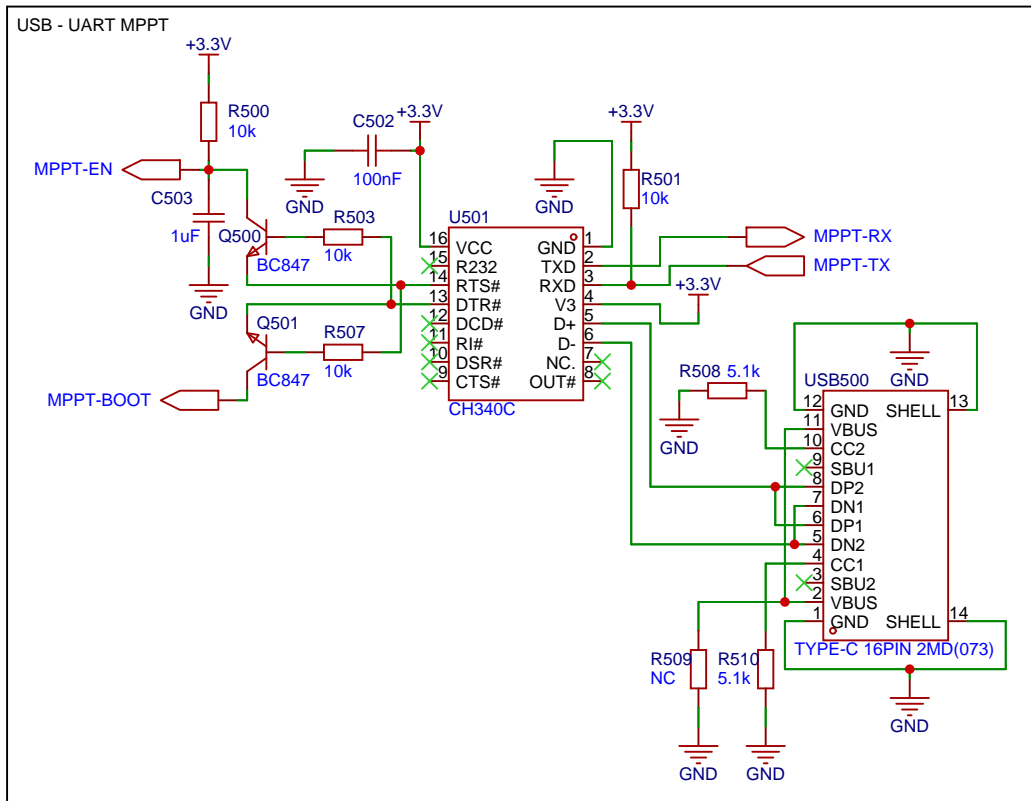 USB - UART MPPT
+3.3V
R500
10k
MPPT-EN
C503
1uF
GND
Q500
BC847
R503
10k
Q501
BC847
R507
10k
MPPT-BOOT
C502
100nF
GND
+3.3V
U501
16 VCC
15 R232
14 RTS#
13 DTR#
12 DCD#
11 RI#
10 DSR#
9 CTS#
GND 1
TXD 2
RXD 3
V3 4
D+ 5
D- 6
NC. 7
OUT# 8
CH340C
GND
+3.3V
R501
10k
MPPT-RX
MPPT-TX
+3.3V
R508 5.1k
GND
GND
USB500
12 GND
11 VBUS
10 CC2
9 SBU1
8 DP2
7 DN1
6 DP1
5 DN2
4 CC1
3 SBU2
2 VBUS
1 GND
SHELL 13
SHELL 14
TYPE-C 16PIN 2MD(073)
R509
NC
R510
5.1k
GND
GND
GND